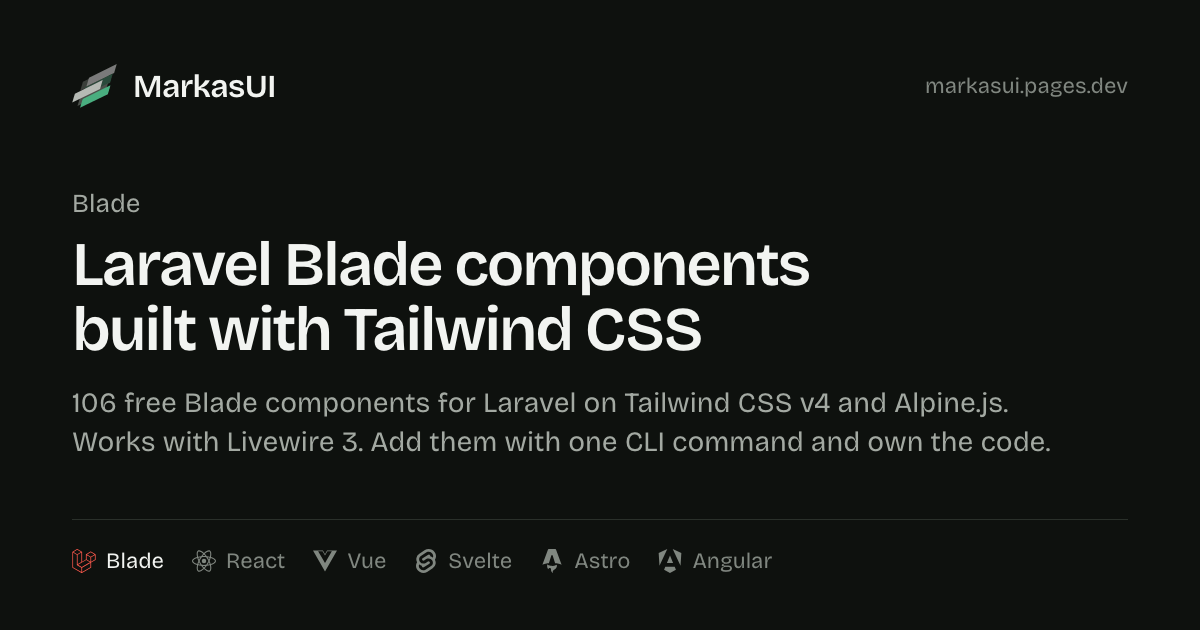 MarkasUI
markasui.pages.dev
Blade
Laravel Blade components
built with Tailwind CSS
106 free Blade components for Laravel on Tailwind CSS v4 and Alpine.js.
Works with Livewire 3. Add them with one CLI command and own the code.
Blade React Vue Svelte Astro Angular